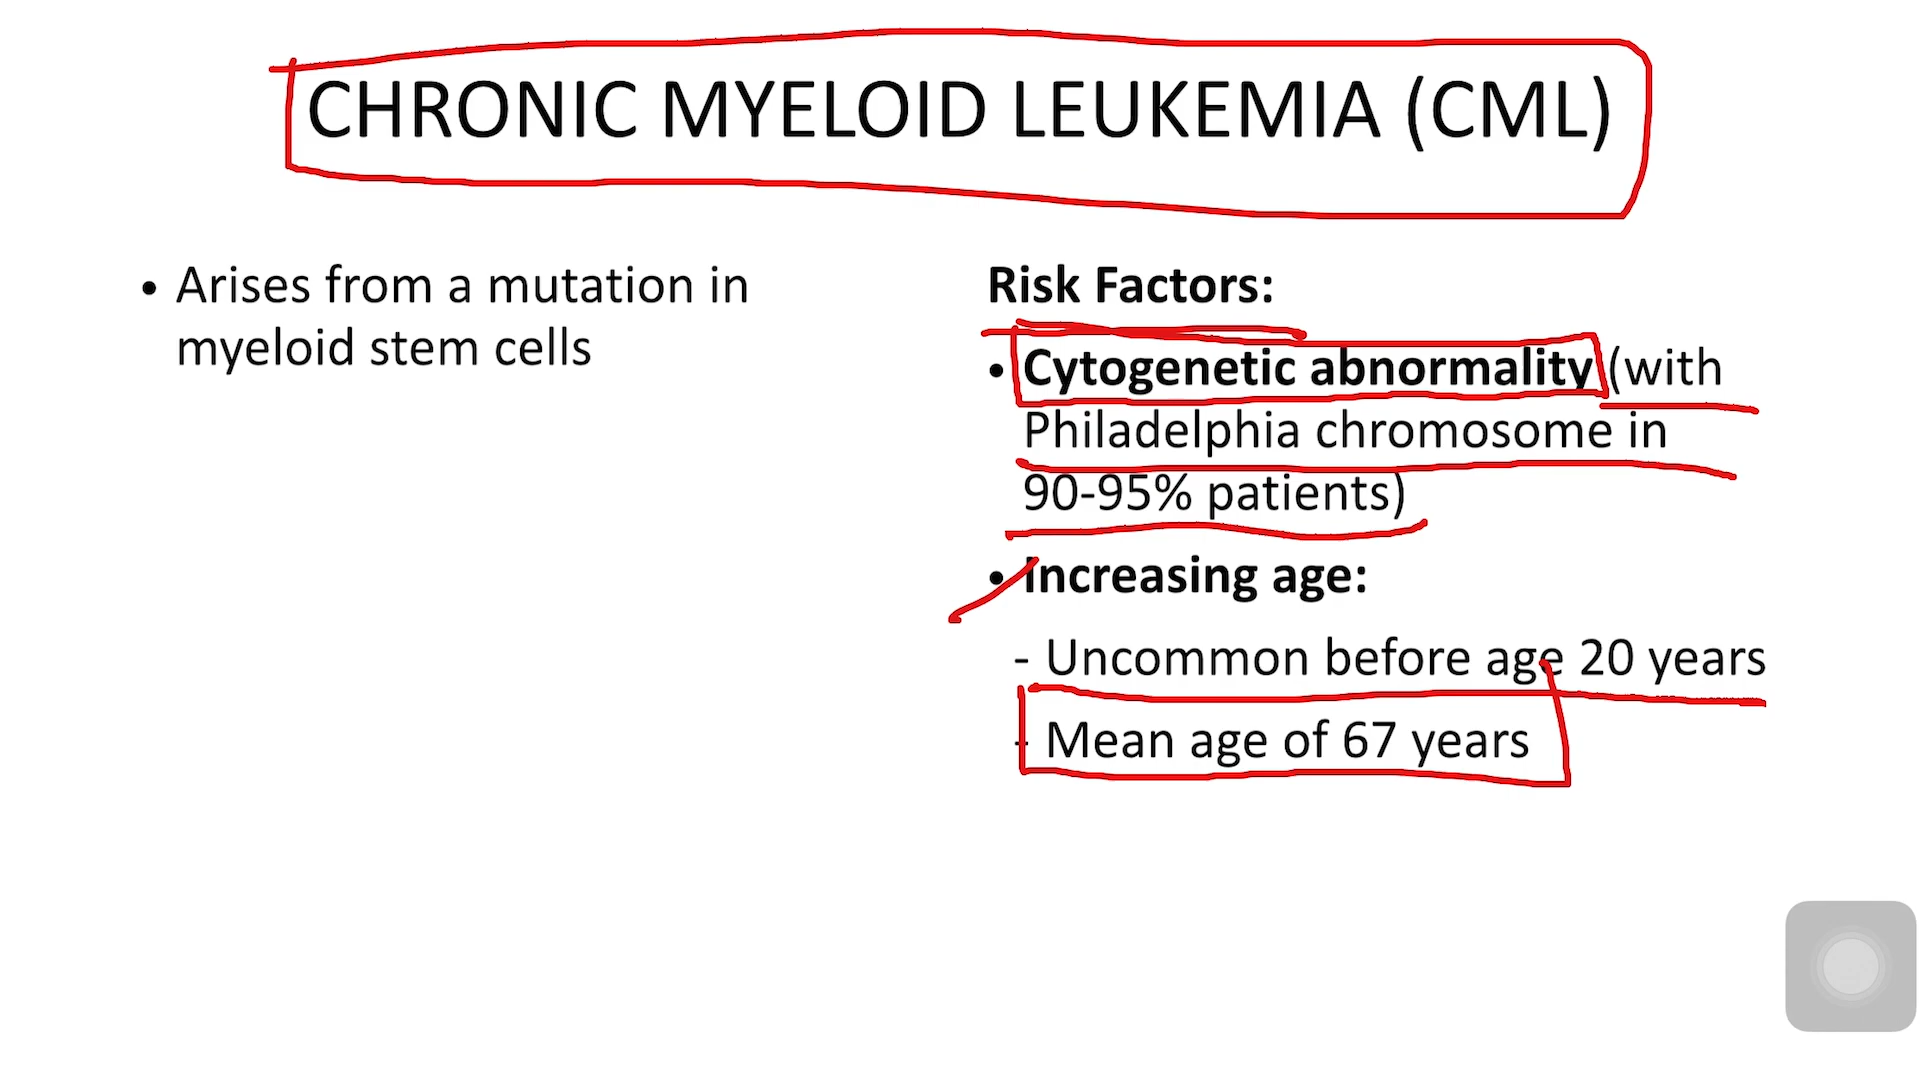 CHRONIC MYELOID LEUKEMIA (CML)
• Arises from a mutation in
myeloid stem cells
Risk Factors:
• Cytogenetic abnormality (with
Philadelphia chromosome in
90-95% patients)
• Increasing age:
- Uncommon before age 20 years
- Mean age of 67 years